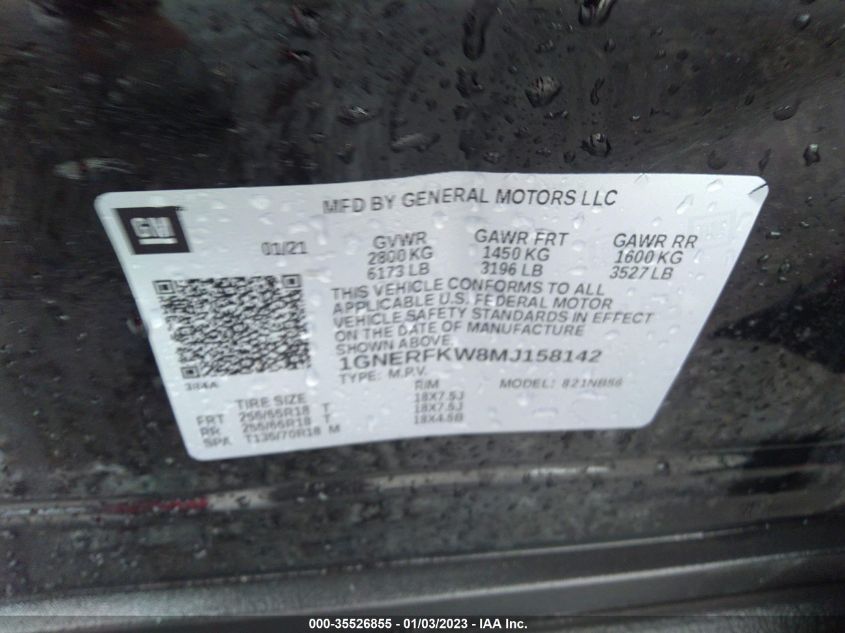 GM
MFD BY GENERAL MOTORS LLC
01/21
GVWR GAWR FRT GAWR RR
2800 KG 1450 KG 1600 KG
6173 LB 3196 LB 3527 LB
THIS VEHICLE CONFORMS TO ALL
APPLICABLE U.S. FEDERAL MOTOR
VEHICLE SAFETY STANDARDS IN EFFECT
ON THE DATE OF MANUFACTURE
SHOWN ABOVE.
1GNERFKW8MJ158142
TYPE: M.P.V. MODEL: 821NB56
384A
TIRE SIZE RIM
FRT 255/65R18 T 18X7.5J
RR 255/65R18 T 18X7.5J
SPA T135/70R18 M 18X4.5B
000-35526855 — 01/03/2023 - IAA Inc.